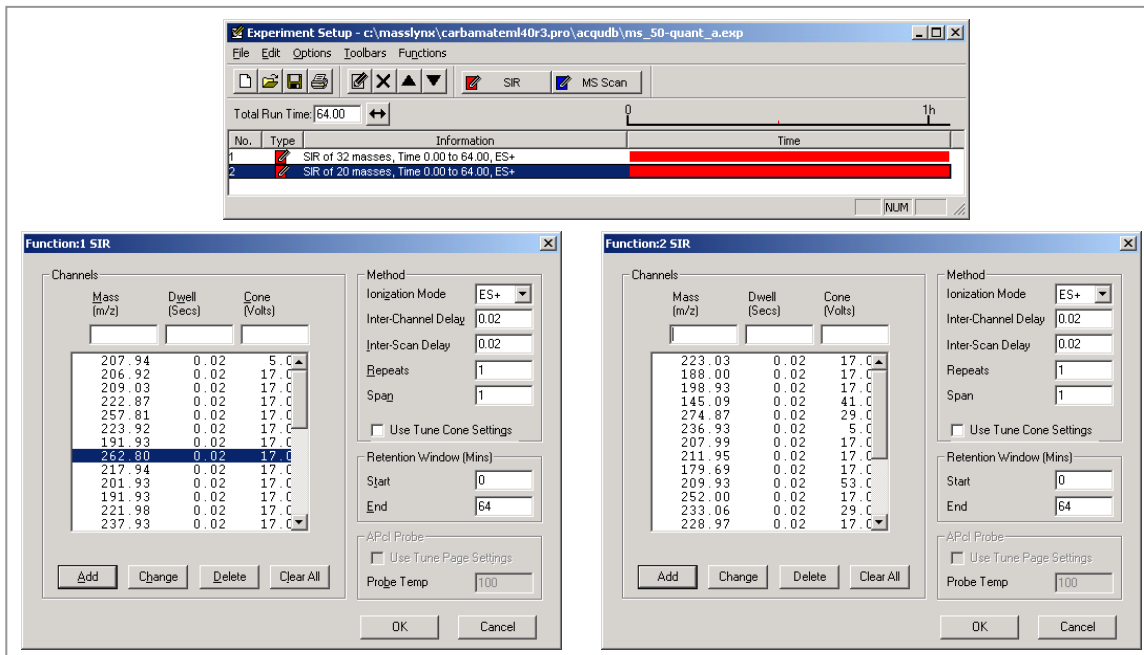 Experiment Setup - c:\masslynx\carbamateml40r3.pro\acqudb\ms_50-quant_a.exp
File Edit Options Toolbars Functions
SIR MS Scan
Total Run Time: 64.00 0 1h
No. Type Information Time
1 SIR of 32 masses, Time 0.00 to 64.00, ES+
2 SIR of 20 masses, Time 0.00 to 64.00, ES+
NUM
Function:1 SIR
Channels
Mass (m/z) Dwell (Secs) Cone (Volts)
207.94 0.02 5.0
206.92 0.02 17.0
209.03 0.02 17.0
222.87 0.02 17.0
257.81 0.02 17.0
223.92 0.02 17.0
191.93 0.02 17.0
262.80 0.02 17.0
217.94 0.02 17.0
201.93 0.02 17.0
191.93 0.02 17.0
221.98 0.02 17.0
237.93 0.02 17.0
Add Change Delete Clear All
Method
Ionization Mode ES+
Inter-Channel Delay 0.02
Inter-Scan Delay 0.02
Repeats 1
Span 1
Use Tune Cone Settings
Retention Window (Mins)
Start 0
End 64
APcI Probe
Use Tune Page Settings
Probe Temp 100
OK Cancel
Function:2 SIR
Channels
Mass (m/z) Dwell (Secs) Cone (Volts)
223.03 0.02 17.0
188.00 0.02 17.0
198.93 0.02 17.0
145.09 0.02 41.0
274.87 0.02 29.0
236.93 0.02 5.0
207.99 0.02 17.0
211.95 0.02 17.0
179.69 0.02 17.0
209.93 0.02 53.0
252.00 0.02 17.0
233.06 0.02 29.0
228.97 0.02 17.0
Add Change Delete Clear All
Method
Ionization Mode ES+
Inter-Channel Delay 0.02
Inter-Scan Delay 0.02
Repeats 1
Span 1
Use Tune Cone Settings
Retention Window (Mins)
Start 0
End 64
APcI Probe
Use Tune Page Settings
Probe Temp 100
OK Cancel